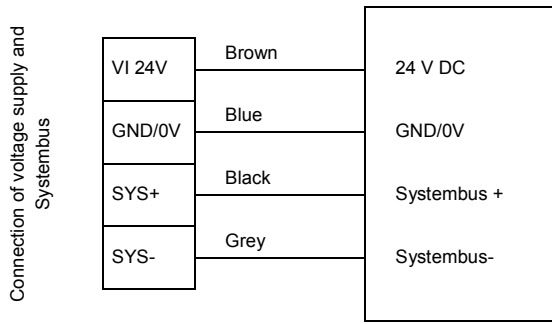 Connection of voltage supply and
Systembus
VI 24V
Brown
24 V DC
GND/0V
Blue
GND/0V
SYS+
Black
Systembus +
SYS-
Grey
Systembus-